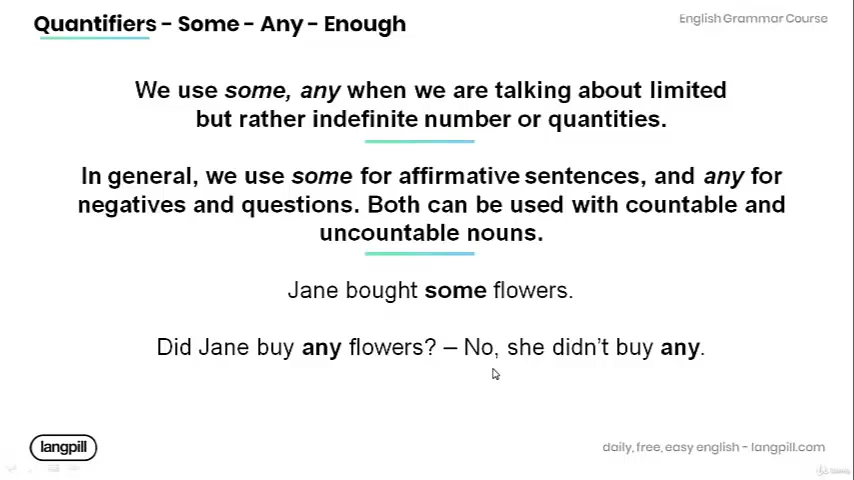 Quantifiers - Some - Any - Enough
English Grammar Course
We use some, any when we are talking about limited
but rather indefinite number or quantities.
In general, we use some for affirmative sentences, and any for
negatives and questions. Both can be used with countable and
uncountable nouns.
Jane bought some flowers.
Did Jane buy any flowers? – No, she didn't buy any.
langpill
daily, free, easy english - langpill.com